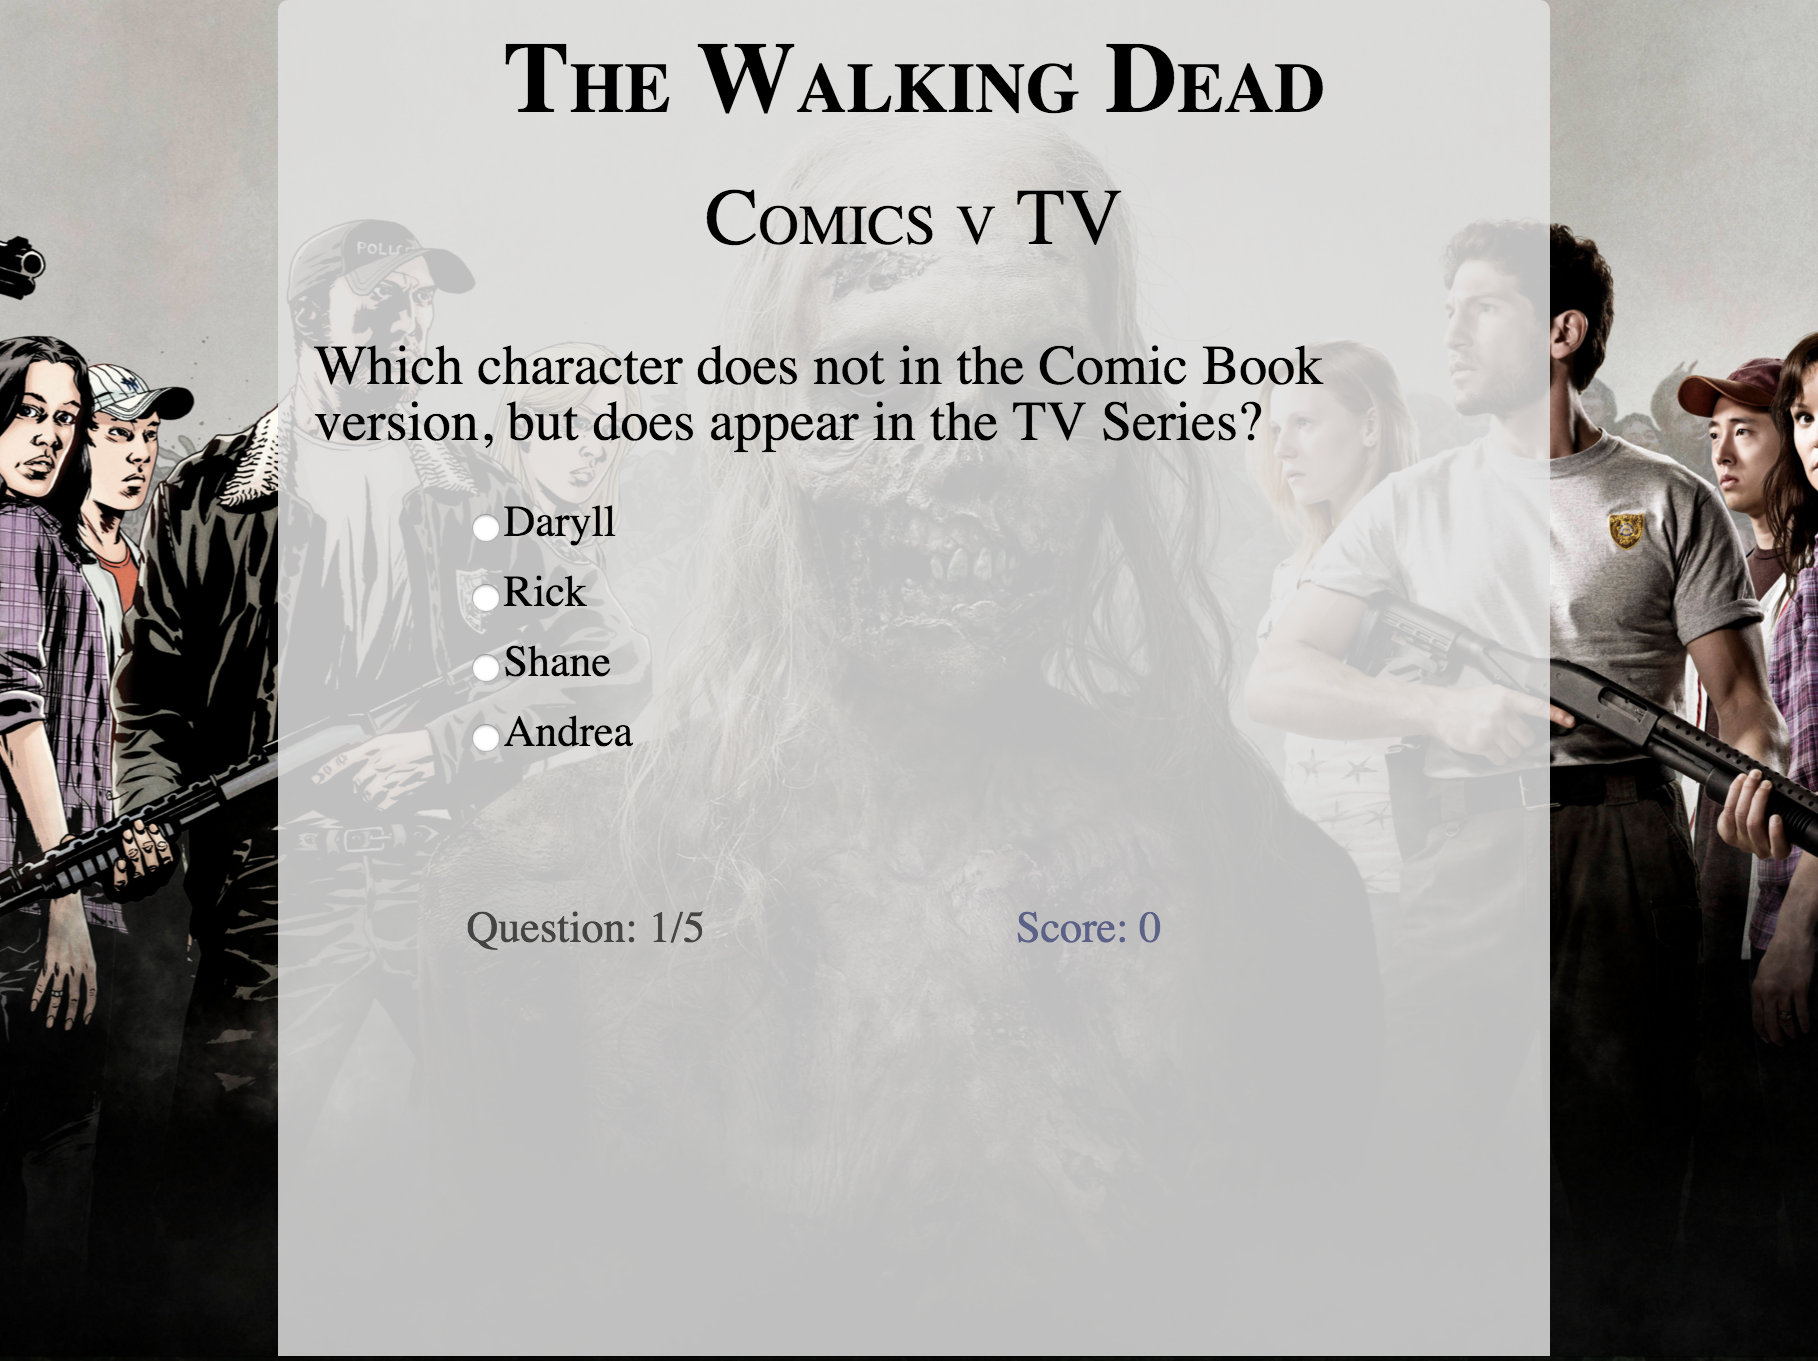 The Walking Dead
Comics v TV
POLICE
Which character does not in the Comic Book
version, but does appear in the TV Series?
Daryll
Rick
Shane
Andrea
Question: 1/5
Score: 0